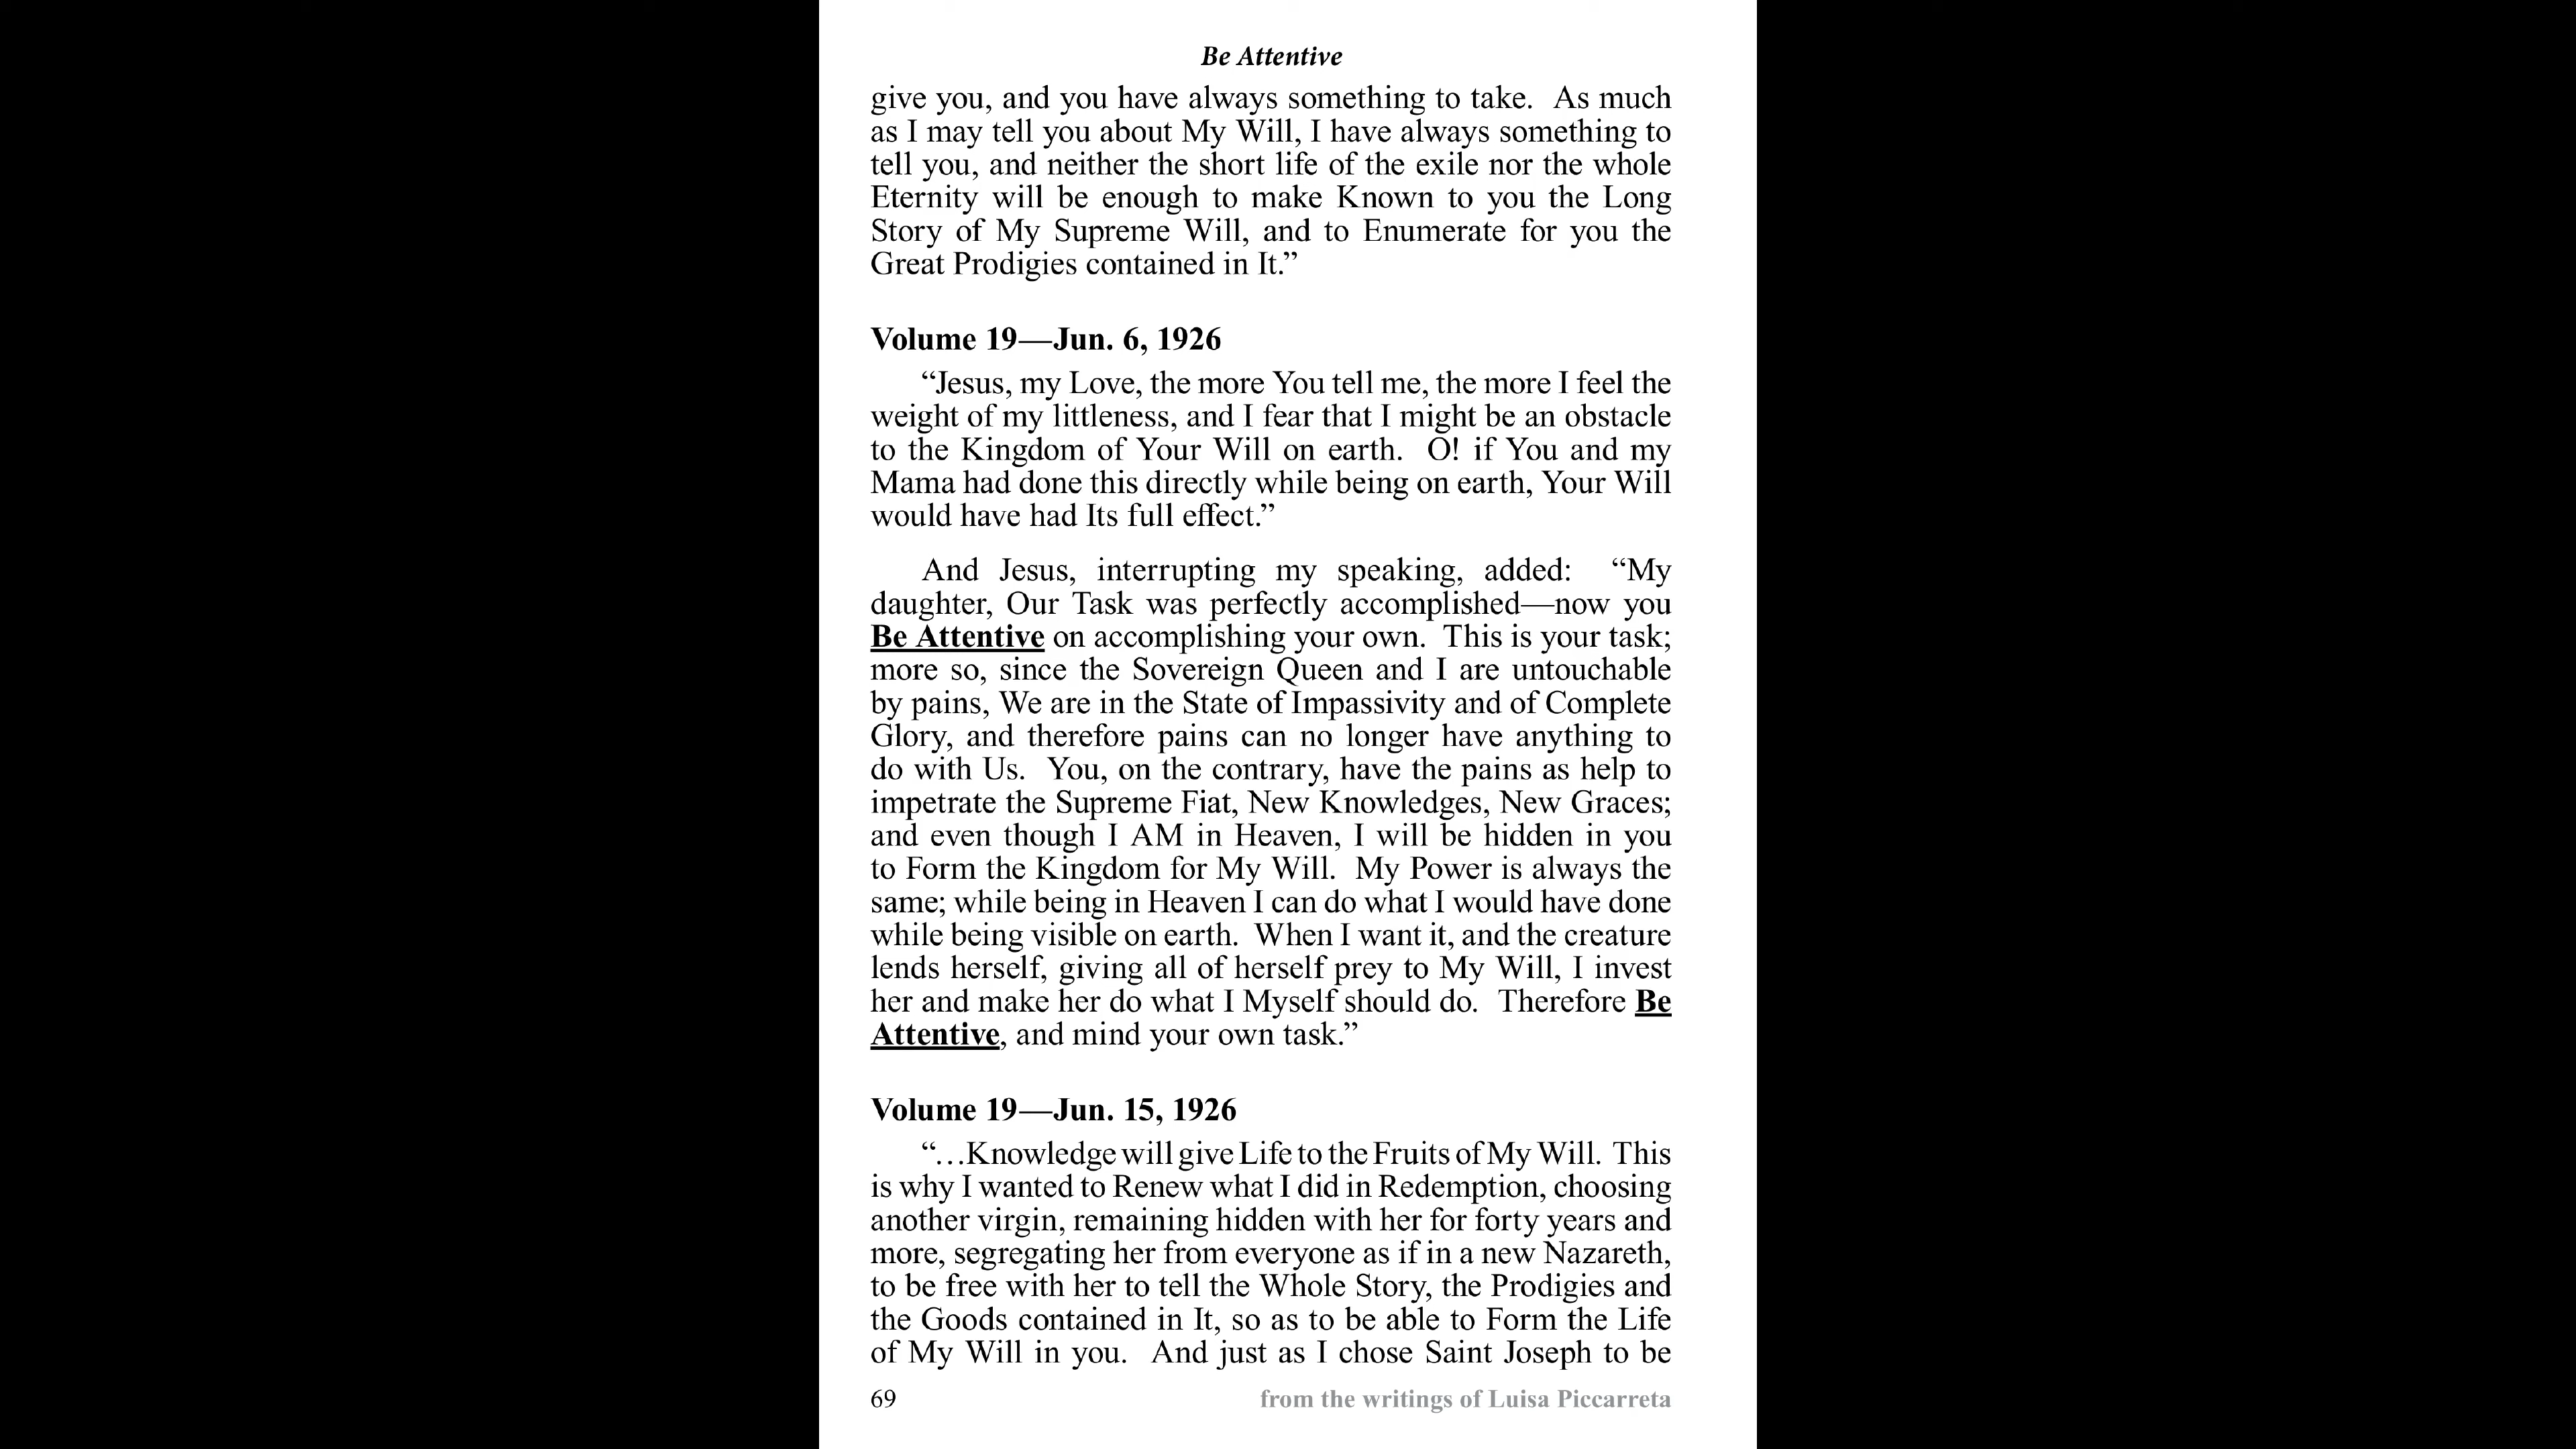 Be Attentive
give you, and you have always something to take. As much
as I may tell you about My Will, I have always something to
tell you, and neither the short life of the exile nor the whole
Eternity will be enough to make Known to you the Long
Story of My Supreme Will, and to Enumerate for you the
Great Prodigies contained in It.”
Volume 19—Jun. 6, 1926
“Jesus, my Love, the more You tell me, the more I feel the
weight of my littleness, and I fear that I might be an obstacle
to the Kingdom of Your Will on earth. O! if You and my
Mama had done this directly while being on earth, Your Will
would have had Its full effect.”
And Jesus, interrupting my speaking, added: “My
daughter, Our Task was perfectly accomplished—now you
Be Attentive on accomplishing your own. This is your task;
more so, since the Sovereign Queen and I are untouchable
by pains, We are in the State of Impassivity and of Complete
Glory, and therefore pains can no longer have anything to
do with Us. You, on the contrary, have the pains as help to
impetrate the Supreme Fiat, New Knowledges, New Graces;
and even though I AM in Heaven, I will be hidden in you
to Form the Kingdom for My Will. My Power is always the
same; while being in Heaven I can do what I would have done
while being visible on earth. When I want it, and the creature
lends herself, giving all of herself prey to My Will, I invest
her and make her do what I Myself should do. Therefore Be
Attentive, and mind your own task.”
Volume 19—Jun. 15, 1926
“…Knowledge will give Life to the Fruits of My Will. This
is why I wanted to Renew what I did in Redemption, choosing
another virgin, remaining hidden with her for forty years and
more, segregating her from everyone as if in a new Nazareth,
to be free with her to tell the Whole Story, the Prodigies and
the Goods contained in It, so as to be able to Form the Life
of My Will in you. And just as I chose Saint Joseph to be
69 from the writings of Luisa Piccarreta